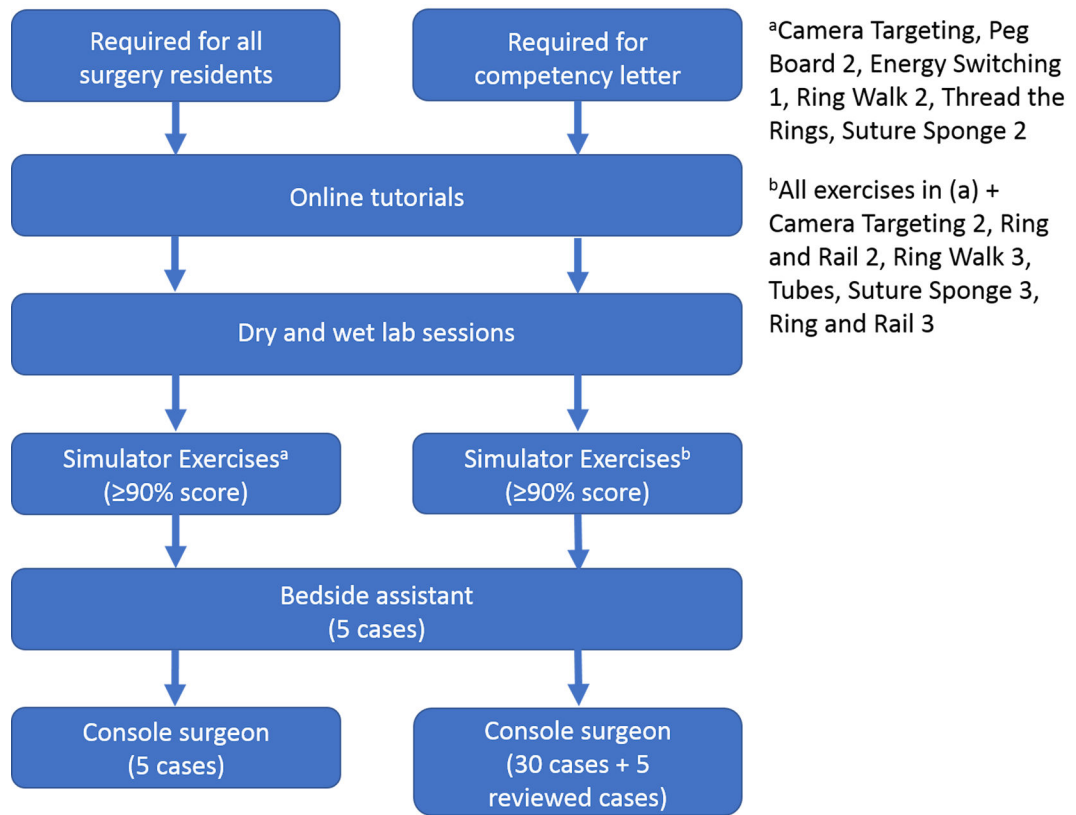 Required for all
surgery residents
Required for
competency letter
Online tutorials
Dry and wet lab sessions
Simulator Exercisesᵃ
(≥90% score)
Simulator Exercisesᵇ
(≥90% score)
Bedside assistant
(5 cases)
Console surgeon
(5 cases)
Console surgeon
(30 cases + 5
reviewed cases)
ᵃCamera Targeting, Peg
Board 2, Energy Switching
1, Ring Walk 2, Thread the
Rings, Suture Sponge 2
ᵇAll exercises in (a) +
Camera Targeting 2, Ring
and Rail 2, Ring Walk 3,
Tubes, Suture Sponge 3,
Ring and Rail 3